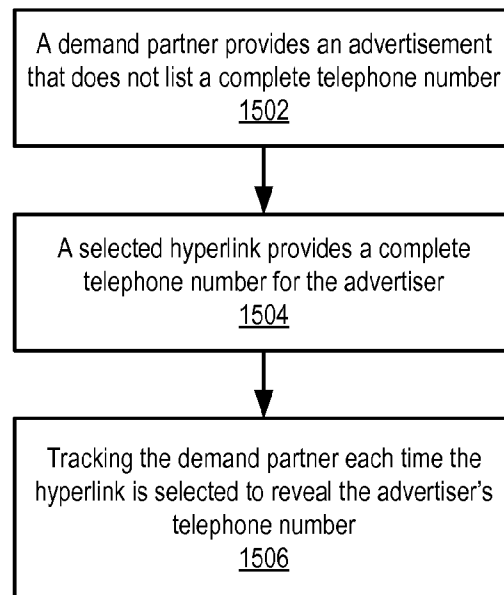 A demand partner provides an advertisement
that does not list a complete telephone number
1502
A selected hyperlink provides a complete
telephone number for the advertiser
1504
Tracking the demand partner each time the
hyperlink is selected to reveal the advertiser's
telephone number
1506